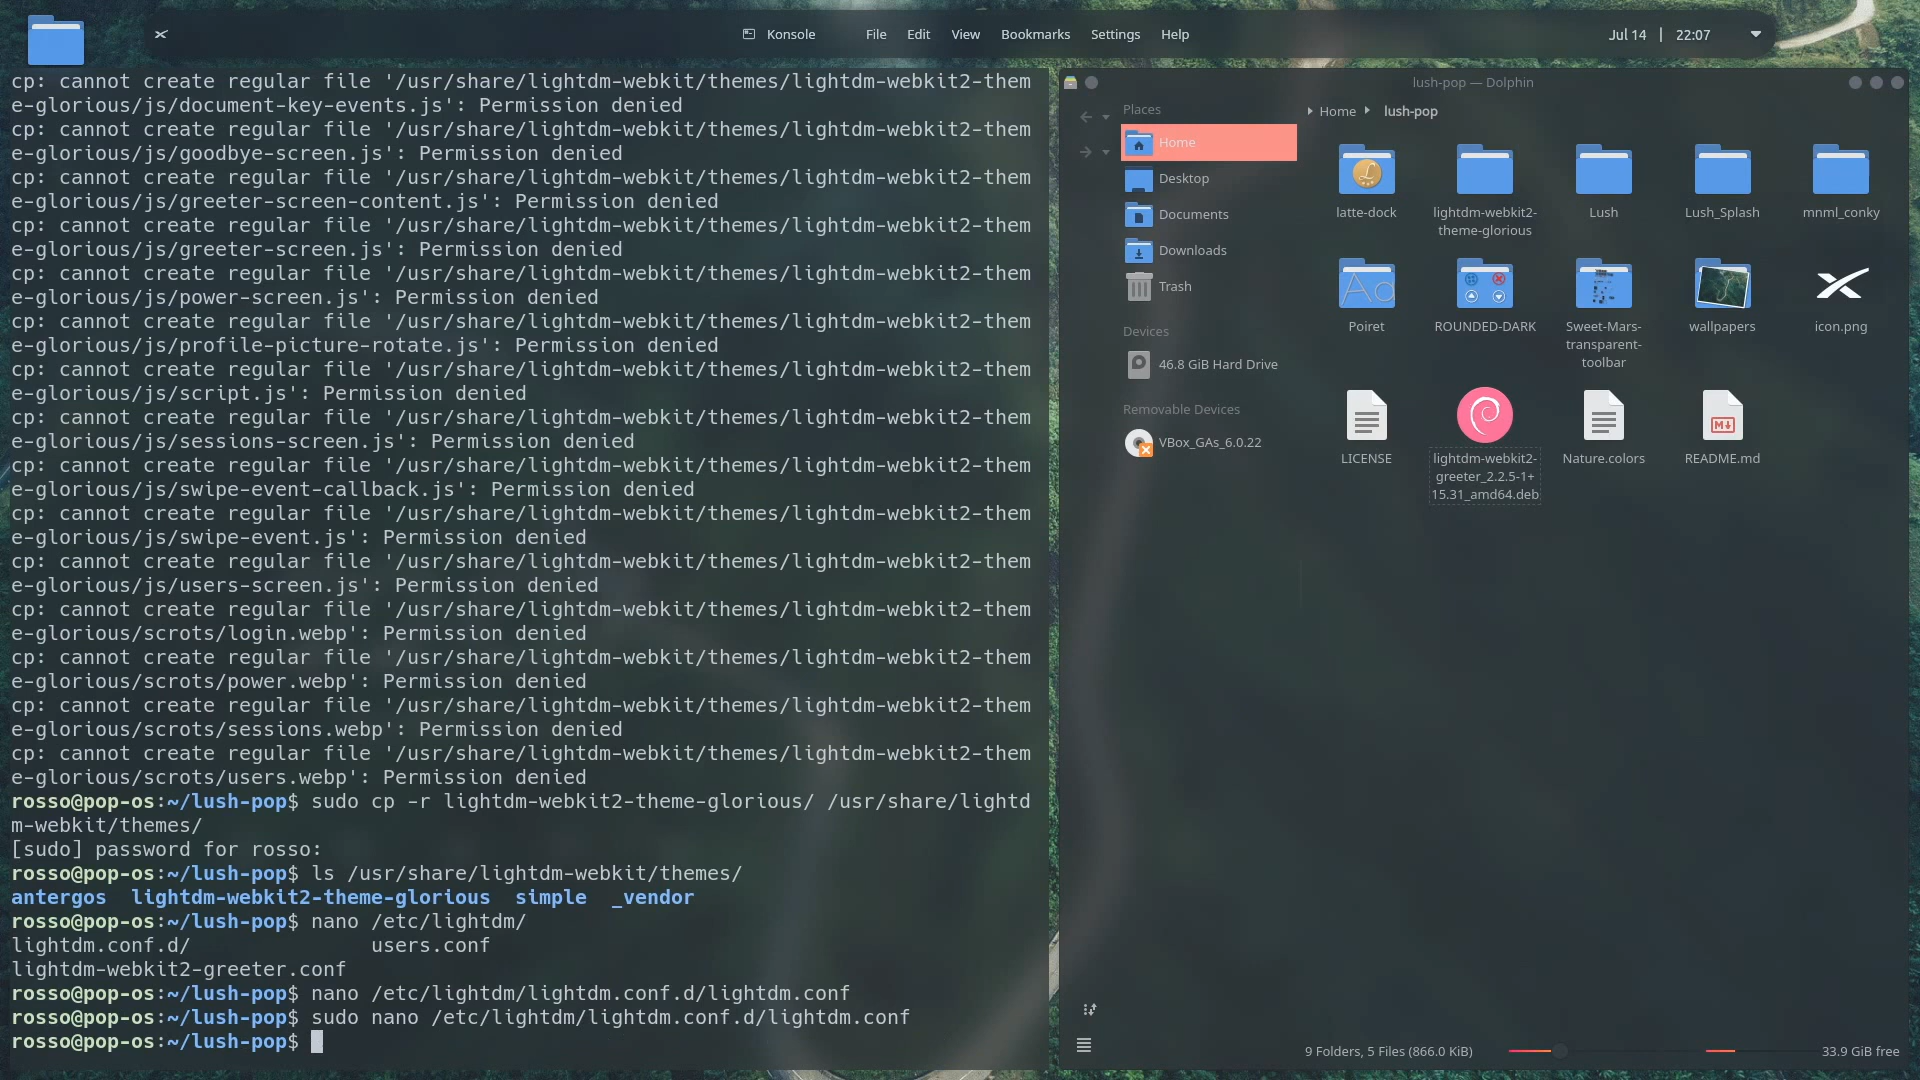 Konsole File Edit View Bookmarks Settings Help Jul 14 | 22:07
cp: cannot create regular file '/usr/share/lightdm-webkit/themes/lightdm-webkit2-them
e-glorious/js/document-key-events.js': Permission denied
cp: cannot create regular file '/usr/share/lightdm-webkit/themes/lightdm-webkit2-them
e-glorious/js/goodbye-screen.js': Permission denied
cp: cannot create regular file '/usr/share/lightdm-webkit/themes/lightdm-webkit2-them
e-glorious/js/greeter-screen-content.js': Permission denied
cp: cannot create regular file '/usr/share/lightdm-webkit/themes/lightdm-webkit2-them
e-glorious/js/greeter-screen.js': Permission denied
cp: cannot create regular file '/usr/share/lightdm-webkit/themes/lightdm-webkit2-them
e-glorious/js/power-screen.js': Permission denied
cp: cannot create regular file '/usr/share/lightdm-webkit/themes/lightdm-webkit2-them
e-glorious/js/profile-picture-rotate.js': Permission denied
cp: cannot create regular file '/usr/share/lightdm-webkit/themes/lightdm-webkit2-them
e-glorious/js/script.js': Permission denied
cp: cannot create regular file '/usr/share/lightdm-webkit/themes/lightdm-webkit2-them
e-glorious/js/sessions-screen.js': Permission denied
cp: cannot create regular file '/usr/share/lightdm-webkit/themes/lightdm-webkit2-them
e-glorious/js/swipe-event-callback.js': Permission denied
cp: cannot create regular file '/usr/share/lightdm-webkit/themes/lightdm-webkit2-them
e-glorious/js/swipe-event.js': Permission denied
cp: cannot create regular file '/usr/share/lightdm-webkit/themes/lightdm-webkit2-them
e-glorious/js/users-screen.js': Permission denied
cp: cannot create regular file '/usr/share/lightdm-webkit/themes/lightdm-webkit2-them
e-glorious/scrots/login.webp': Permission denied
cp: cannot create regular file '/usr/share/lightdm-webkit/themes/lightdm-webkit2-them
e-glorious/scrots/power.webp': Permission denied
cp: cannot create regular file '/usr/share/lightdm-webkit/themes/lightdm-webkit2-them
e-glorious/scrots/sessions.webp': Permission denied
cp: cannot create regular file '/usr/share/lightdm-webkit/themes/lightdm-webkit2-them
e-glorious/scrots/users.webp': Permission denied
rosso@pop-os:~/lush-pop$ sudo cp -r lightdm-webkit2-theme-glorious/ /usr/share/lightd
m-webkit/themes/
[sudo] password for rosso:
rosso@pop-os:~/lush-pop$ ls /usr/share/lightdm-webkit/themes/
antergos lightdm-webkit2-theme-glorious simple _vendor
rosso@pop-os:~/lush-pop$ nano /etc/lightdm/
lightdm.conf.d/ users.conf
lightdm-webkit2-greeter.conf
rosso@pop-os:~/lush-pop$ nano /etc/lightdm/lightdm.conf.d/lightdm.conf
rosso@pop-os:~/lush-pop$ sudo nano /etc/lightdm/lightdm.conf.d/lightdm.conf
rosso@pop-os:~/lush-pop$
lush-pop — Dolphin
Places
Home
Desktop
Documents
Downloads
Trash
Devices
46.8 GiB Hard Drive
Removable Devices
VBox_GAs_6.0.22
Home lush-pop
latte-dock
lightdm-webkit2-
theme-glorious
Lush
Lush_Splash
mnml_conky
Aa
Poiret
ROUNDED-DARK
Sweet-Mars-
transparent-
toolbar
wallpapers
icon.png
LICENSE
lightdm-webkit2-
greeter_2.2.5-1+
15.31_amd64.deb
Nature.colors
README.md
9 Folders, 5 Files (866.0 KiB)
33.9 GiB free